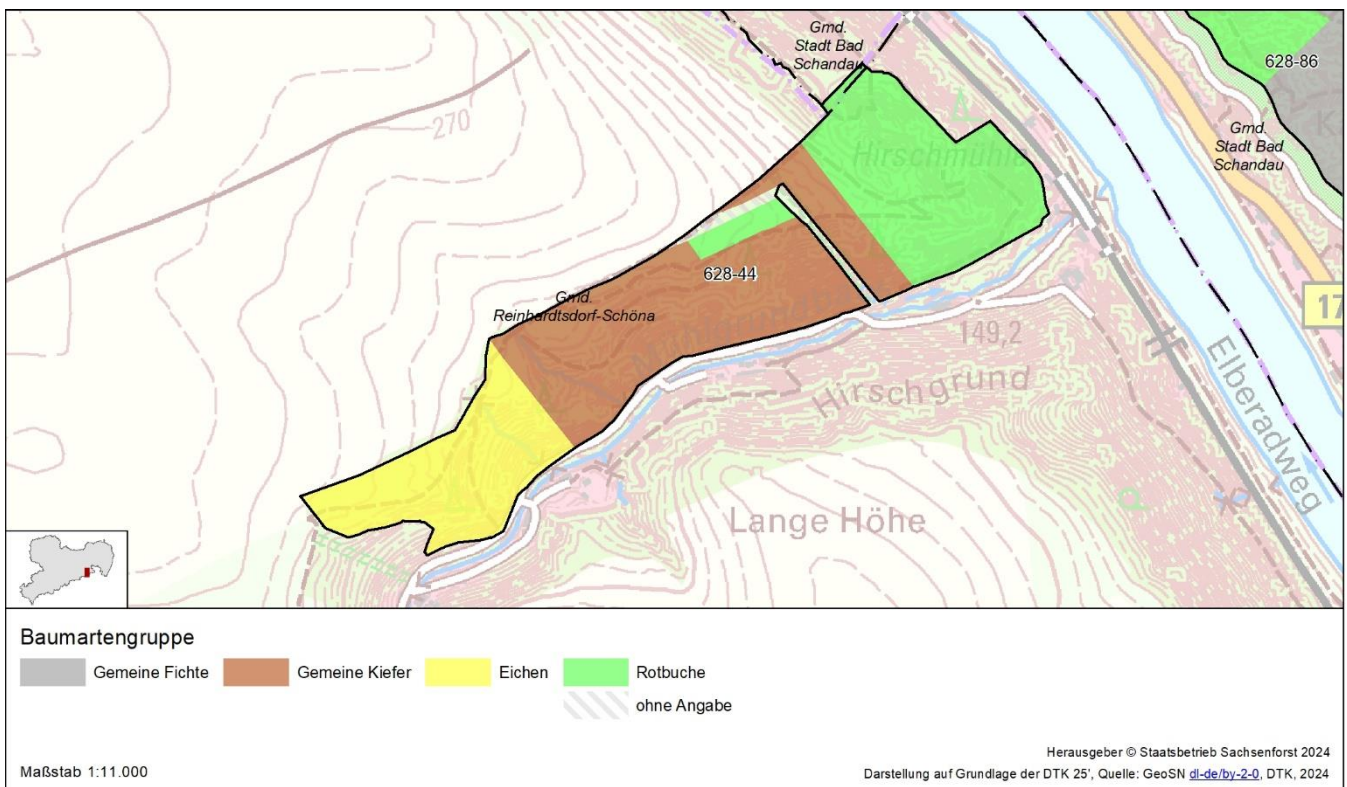 Gmd.
Stadt Bad
Schandau
628-86
270
Gmd.
Stadt Bad
Schandau
Hirschmühle
628-44
Gmd.
Reinhardtsdorf-Schöna
17
149,2
Hirschgrund
Elberadweg
Lange Höhe
Baumartengruppe
Gemeine Fichte Gemeine Kiefer Eichen Rotbuche
ohne Angabe
Herausgeber © Staatsbetrieb Sachsenforst 2024
Maßstab 1:11.000
Darstellung auf Grundlage der DTK 25', Quelle: GeoSN dl-de/by-2-0, DTK, 2024